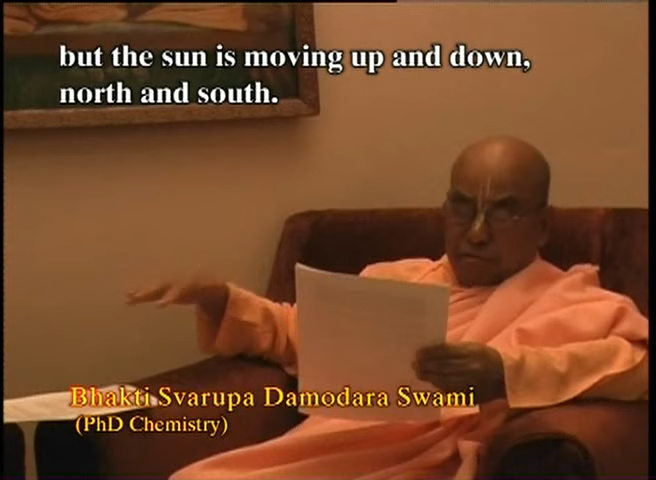 but the sun is moving up and down,
north and south.
Bhakti Svarupa Damodara Swami
(PhD Chemistry)